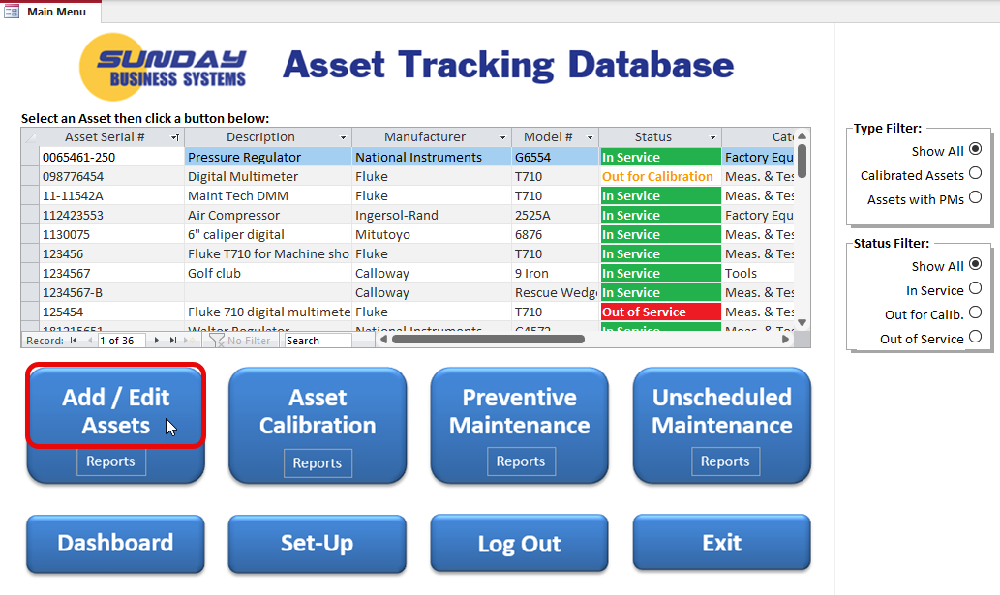 Main Menu
SUNDAY
BUSINESS SYSTEMS
Asset Tracking Database
Select an Asset then click a button below:
Asset Serial # Description Manufacturer Model # Status Cat
0065461-250 Pressure Regulator National Instruments G6554 In Service Factory Equ
098776454 Digital Multimeter Fluke T710 Out for Calibration Meas. & Tes
11-11542A Maint Tech DMM Fluke T710 In Service Meas. & Tes
112423553 Air Compressor Ingersol-Rand 2525A In Service Factory Equ
1130075 6" caliper digital Mitutoyo 6876 In Service Meas. & Tes
123456 Fluke T710 for Machine sho Fluke T710 In Service Meas. & Tes
1234567 Golf club Calloway 9 Iron In Service Tools
1234567-B Calloway Rescue Wedge In Service Meas. & Tes
125454 Fluke 710 digital multimete Fluke T710 Out of Service Meas. & Tes
181215651 Walter Regulator Fluke C4572 In Service Meas. & Tes
Record: 1 of 36 No Filter Search
Type Filter:
Show All
Calibrated Assets
Assets with PMs
Status Filter:
Show All
In Service
Out for Calib.
Out of Service
Add / Edit
Assets
Reports
Asset
Calibration
Reports
Preventive
Maintenance
Reports
Unscheduled
Maintenance
Reports
Dashboard
Set-Up
Log Out
Exit